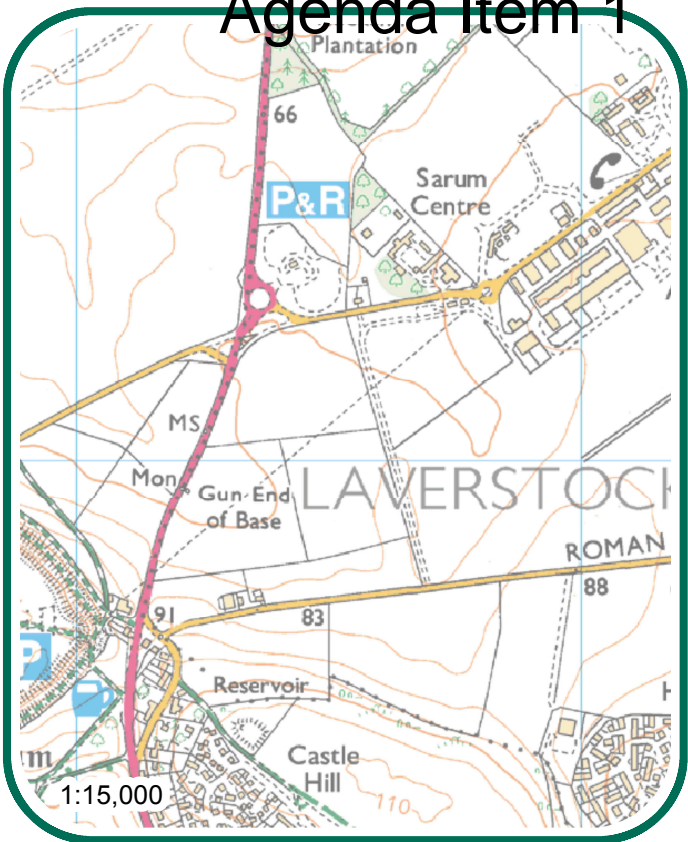 Agenda Item 1
Plantation
66
P&R
Sarum
Centre
MS
Mon
Gun End
of Base
LAVERSTOCK
ROMAN
88
91
83
P
Reservoir
m
Castle
Hill
H
110
1:15,000